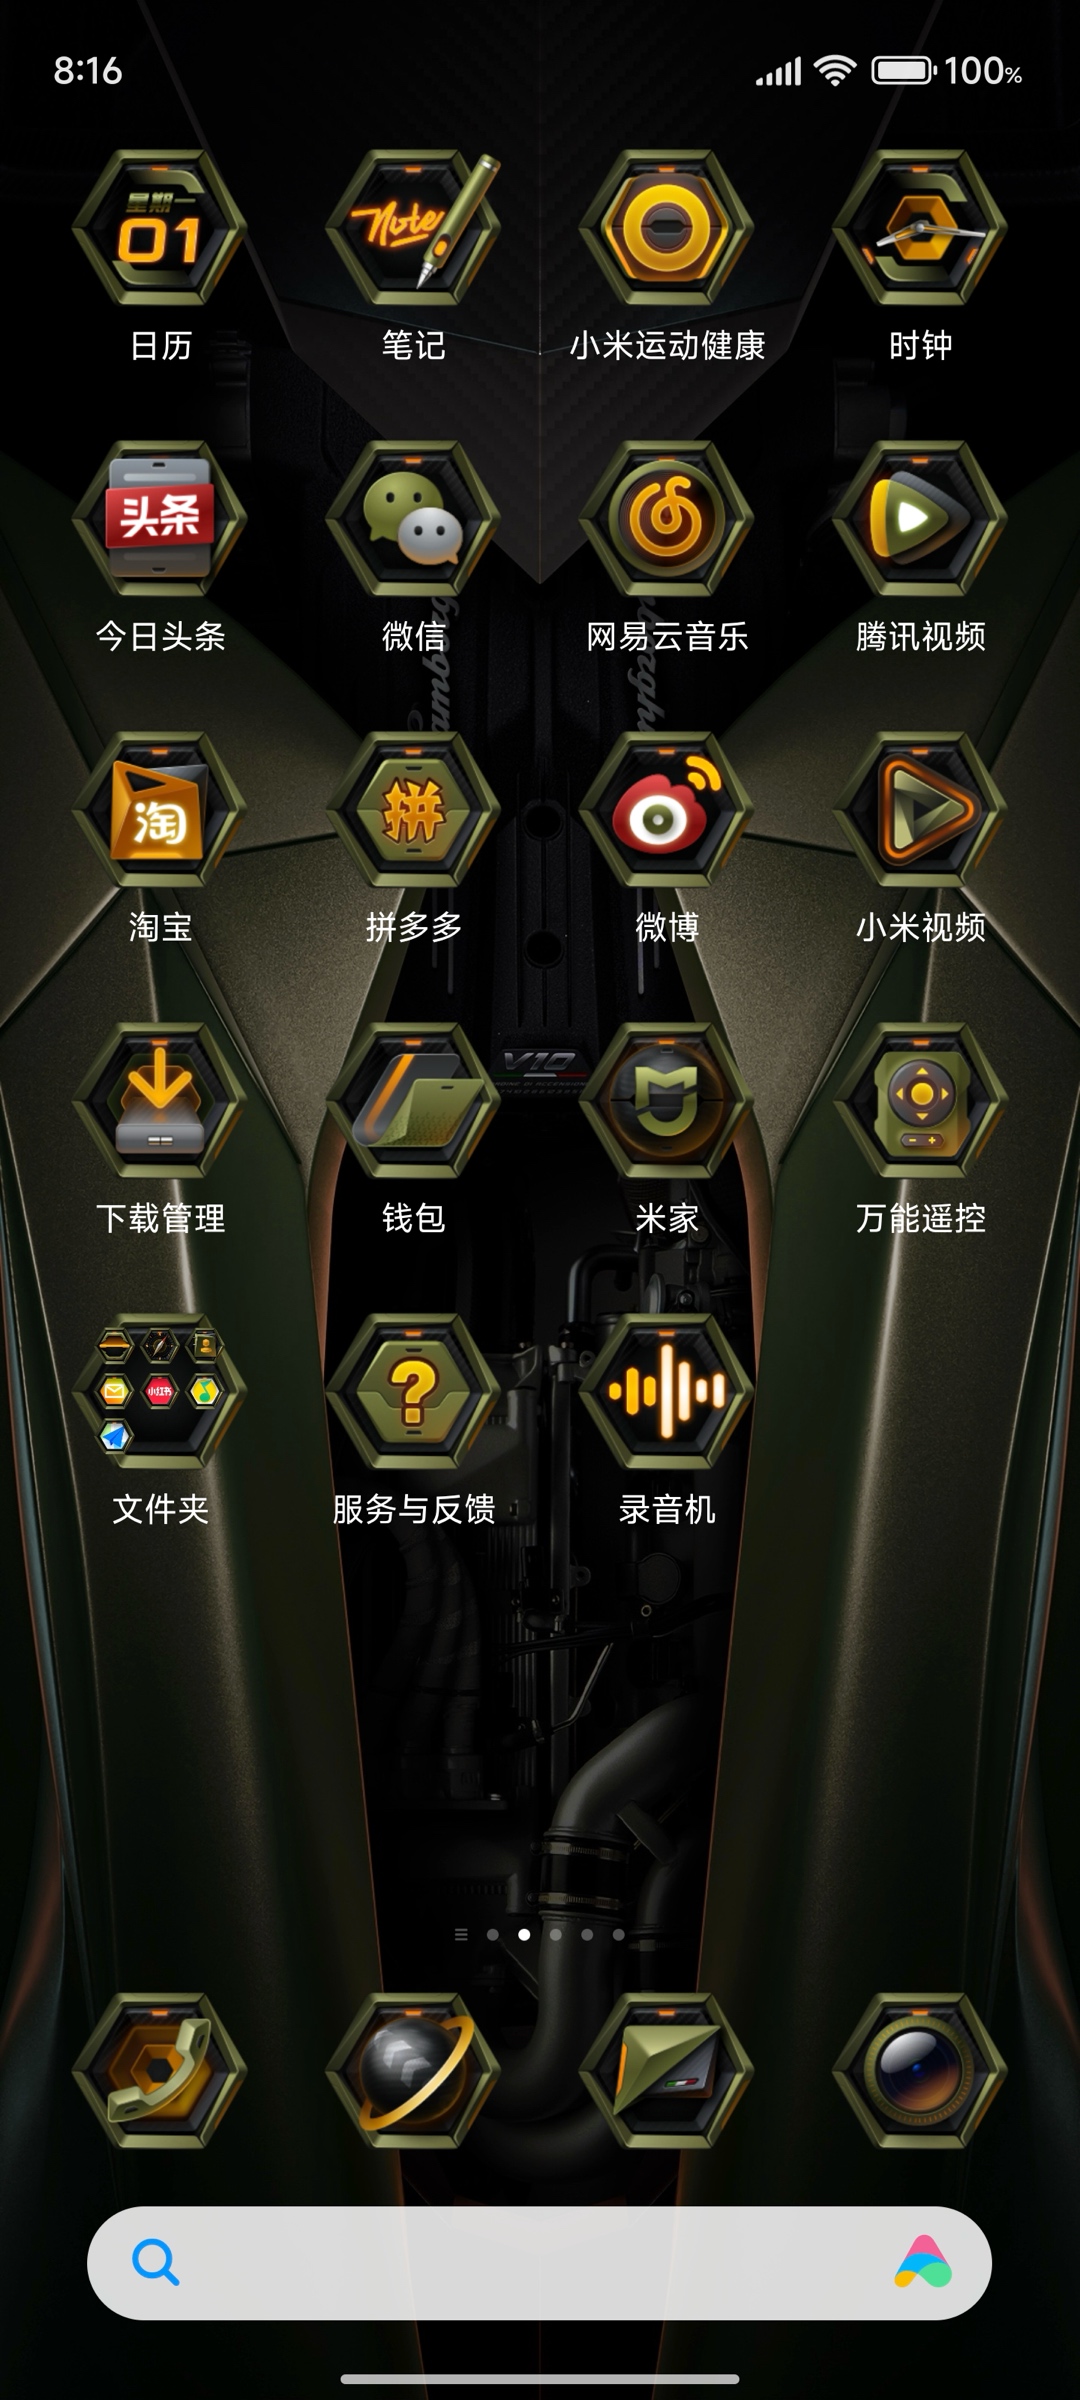 8:16
100%
星期一
01
Note
日历
笔记
小米运动健康
时钟
头条
今日头条
微信
网易云音乐
腾讯视频
淘
拼
淘宝
拼多多
微博
小米视频
V10
下载管理
钱包
米家
万能遥控
小红书
文件夹
服务与反馈
录音机